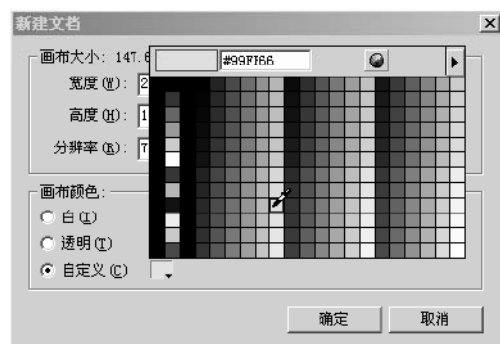 新建文档
画布大小: 147.6
#99FF66
宽度(W): 2
高度(H): 1
分辨率(R): 7
画布颜色:
白(I)
透明(T)
自定义(C)
确定
取消